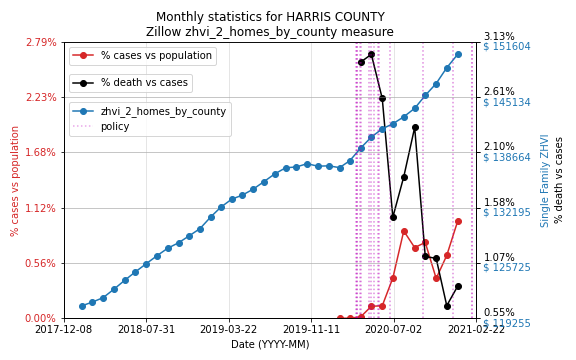 Monthly statistics for HARRIS COUNTY
Zillow zhvi_2_homes_by_county measure
2.79%
2.23%
1.68%
1.12%
0.56%
0.00%
% cases vs population
% cases vs population
% death vs cases
zhvi_2_homes_by_county
policy
3.13%
$ 151604
2.61%
$ 145134
2.10%
$ 138664
1.58%
$ 132195
1.07%
$ 125725
0.55%
$ 119255
Single Family ZHVI
% death vs cases
2017-12-08
2018-07-31
2019-03-22
2019-11-11
2020-07-02
2021-02-22
Date (YYYY-MM)